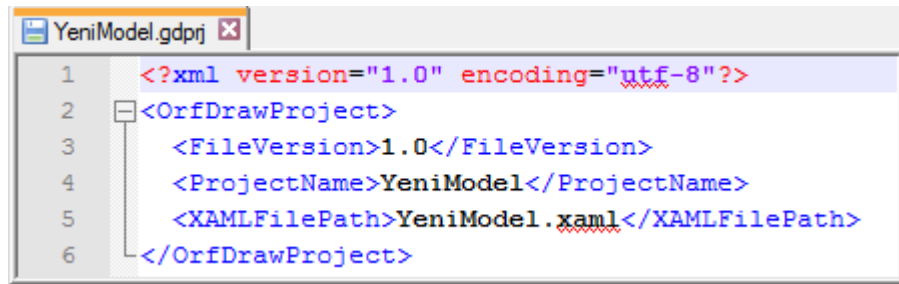 YeniModel.gdprj
1 <?xml version="1.0" encoding="utf-8"?>
2 <OrfDrawProject>
3 <FileVersion>1.0</FileVersion>
4 <ProjectName>YeniModel</ProjectName>
5 <XAMLFilePath>YeniModel.xaml</XAMLFilePath>
6 </OrfDrawProject>